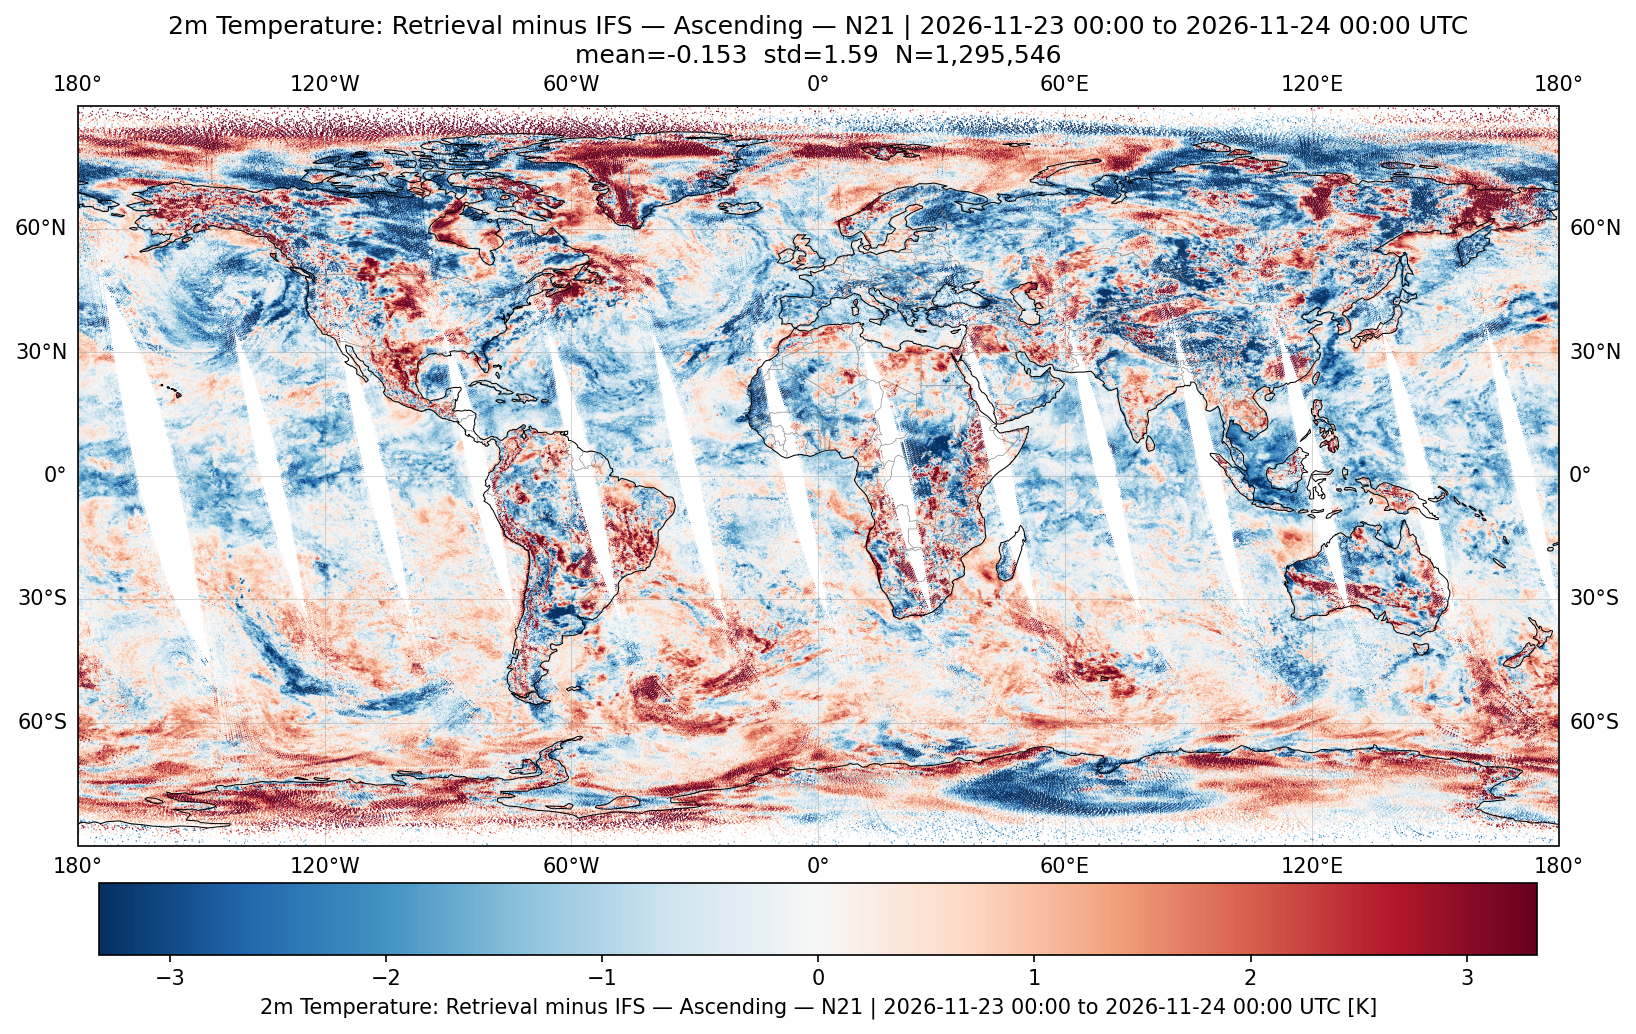 2m Temperature: Retrieval minus IFS — Ascending — N21 | 2026-11-23 00:00 to 2026-11-24 00:00 UTC
mean=-0.153 std=1.59 N=1,295,546
180° 120°W 60°W 0° 60°E 120°E 180°
60°N 60°N
30°N 30°N
0° 0°
30°S 30°S
60°S 60°S
180° 120°W 60°W 0° 60°E 120°E 180°
−3 −2 −1 0 1 2 3
2m Temperature: Retrieval minus IFS — Ascending — N21 | 2026-11-23 00:00 to 2026-11-24 00:00 UTC [K]